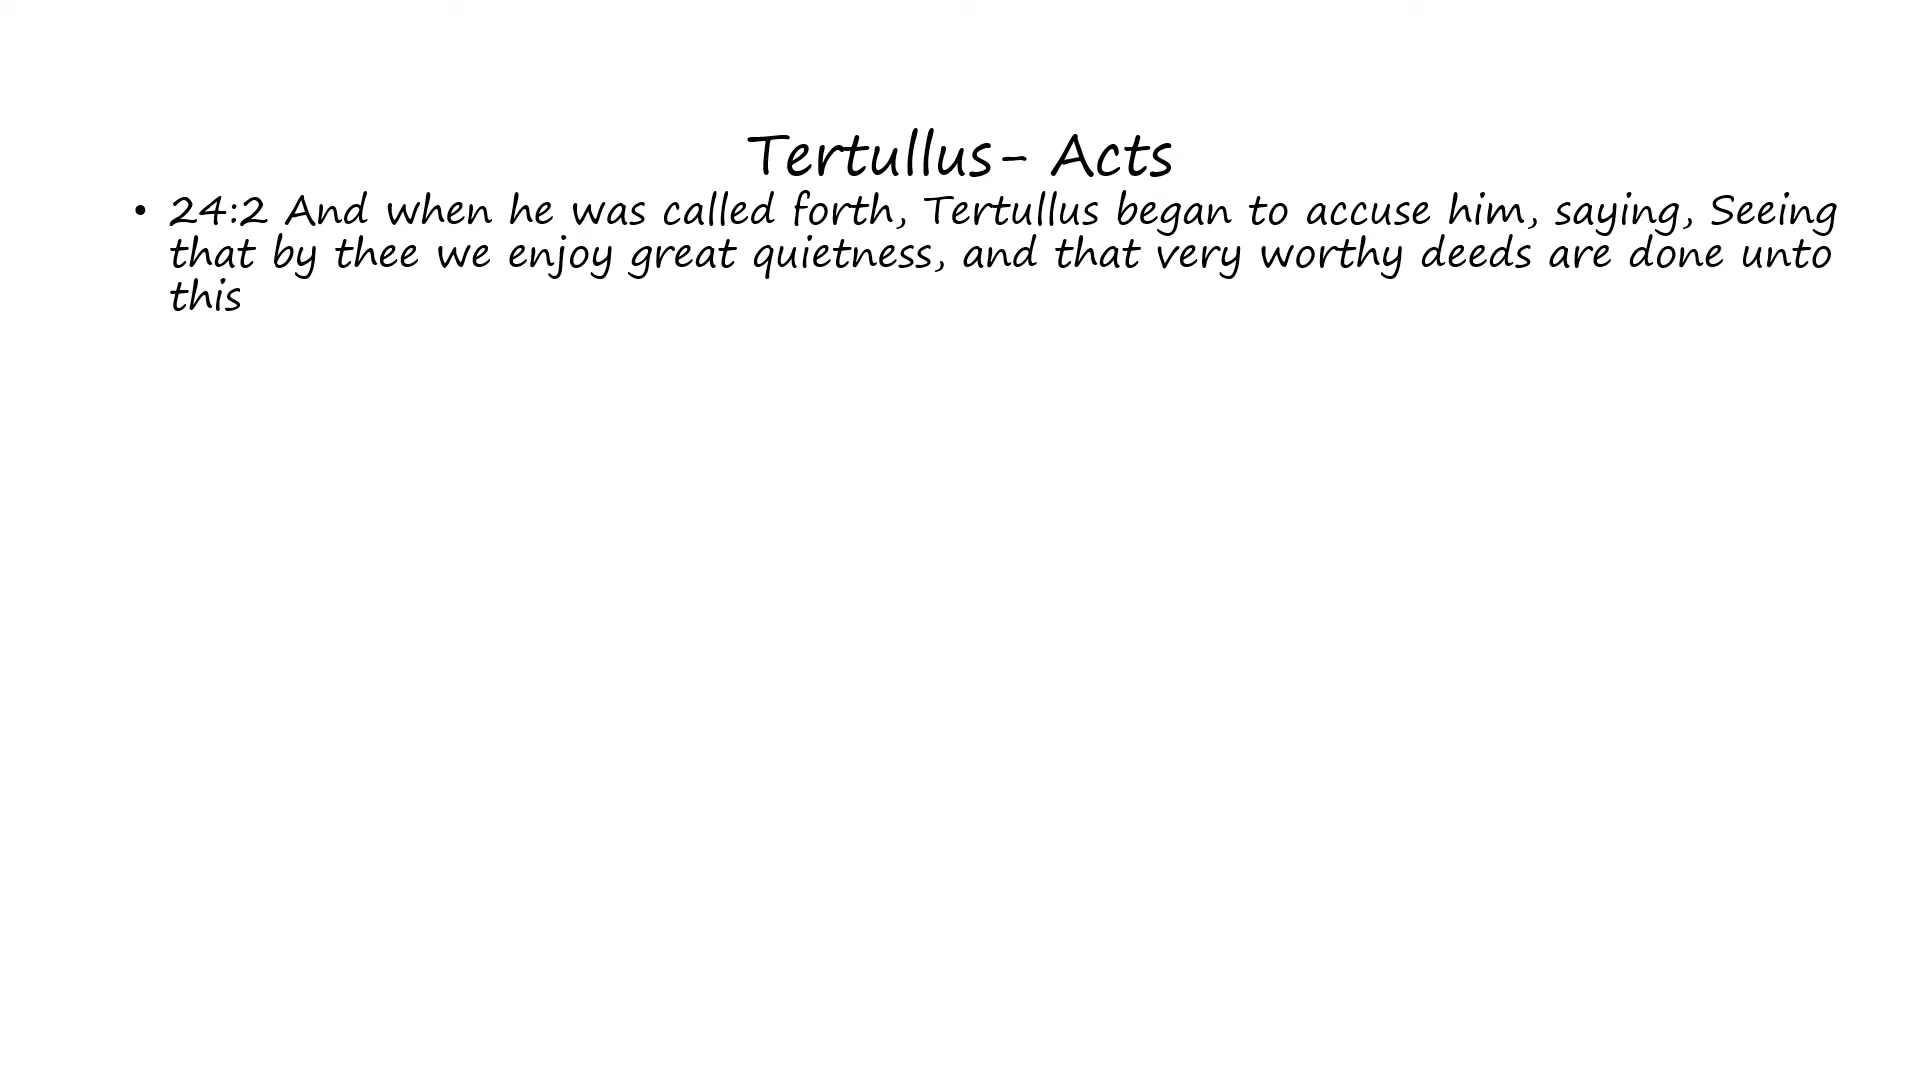 Tertullus- Acts
• 24:2 And when he was called forth, Tertullus began to accuse him, saying, Seeing
that by thee we enjoy great quietness, and that very worthy deeds are done unto
this